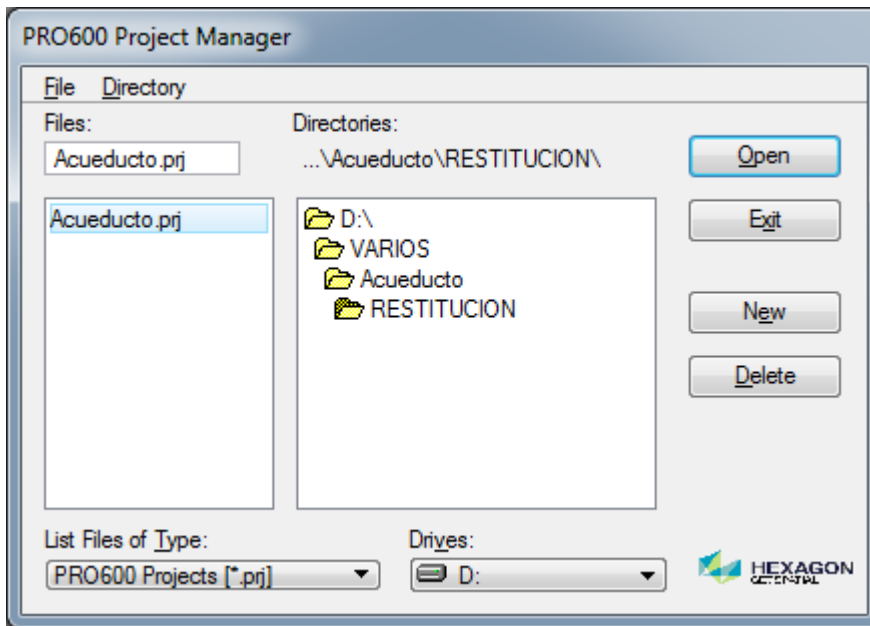 PRO600 Project Manager
File Directory
Files:
Directories:
Acueducto.prj
...\Acueducto\RESTITUCION\
Open
Acueducto.prj
D:\
VARIOS
Acueducto
RESTITUCION
Exit
New
Delete
List Files of Type:
Drives:
PRO600 Projects [*.prj]
D:
HEXAGON